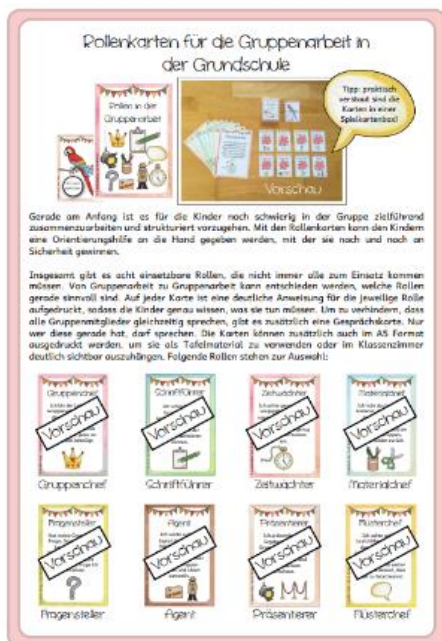 Rollenkarten für die Gruppenarbeit in
der Grundschule
Rollen in der
Gruppenarbeit
Tipp: praktisch
verstaut sind die
Karten in einer
Spielkartenbox!
Vorschau
Gerade am Anfang ist es für die Kinder noch schwierig in der Gruppe zielführend
zusammenzuarbeiten und strukturiert vorzugehen. Mit den Rollenkarten kann den Kindern
eine Orientierungshilfe an die Hand gegeben werden, mit der sie nach und nach an
Sicherheit gewinnen.
Insgesamt gibt es acht einsetzbare Rollen, die nicht immer alle zum Einsatz kommen
müssen. Von Gruppenarbeit zu Gruppenarbeit kann entschieden werden, welche Rollen
gerade sinnvoll sind. Auf jeder Karte ist eine deutliche Anweisung für die jeweilige Rolle
aufgedruckt, sodass die Kinder genau wissen, was sie tun müssen. Um zu verhindern, dass
alle Gruppenmitglieder gleichzeitig sprechen, gibt es zusätzlich eine Gesprächskarte. Nur
wer diese gerade hat, darf sprechen. Die Karten können zusätzlich auch im A5 Format
ausgedruckt werden, um sie als Tafelmaterial zu verwenden oder im Klassenzimmer
deutlich sichtbar auszuhängen. Folgende Rollen stehen zur Auswahl:
Gruppenchef
Schriftführer
Zeitwächter
Materialchef
Vorschau
Vorschau
Vorschau
Vorschau
Gruppenchef
Schriftführer
Zeitwächter
Materialchef
Fragensteller
Agent
Präsentierer
Flüsterchef
Vorschau
Vorschau
Vorschau
Vorschau
Fragensteller
Agent
Präsentierer
Flüsterchef